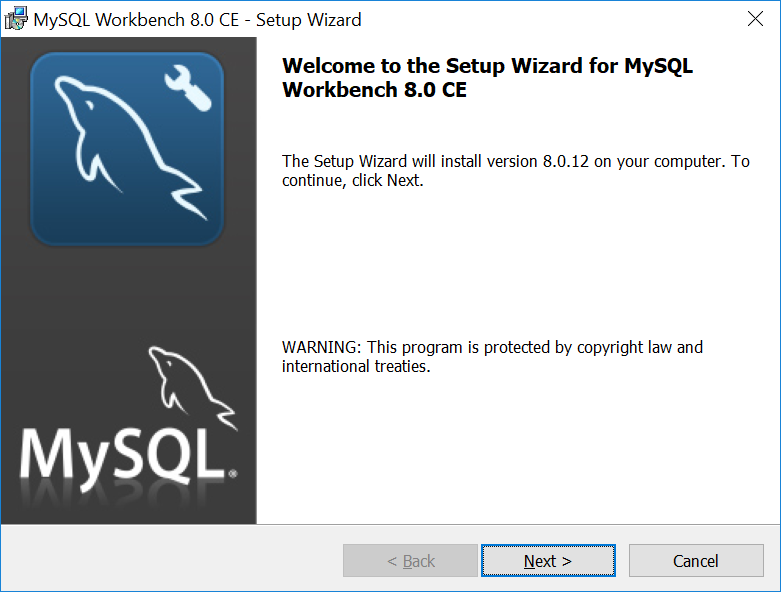 MySQL Workbench 8.0 CE - Setup Wizard
Welcome to the Setup Wizard for MySQL
Workbench 8.0 CE
The Setup Wizard will install version 8.0.12 on your computer. To
continue, click Next.
WARNING: This program is protected by copyright law and
international treaties.
MySQL®
< Back
Next >
Cancel